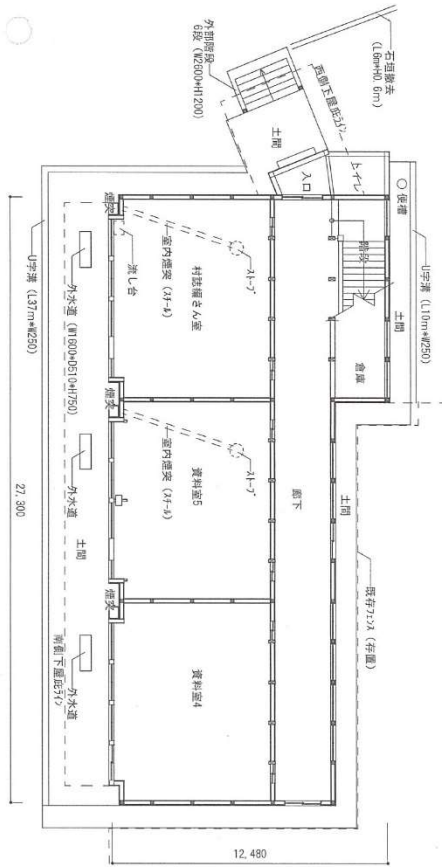 石垣撤去
(L6m*H0.6m)
外部階段
6段 (W2600*H1200)
西側下屋庇ライン
土間
トイレ
入口
便槽
U字溝 (L10m*W250)
階段
土間
倉庫
煙突
流し台
室内煙突 (スチール)
ストーブ
村誌編さん室
U字溝 (L37m*W250)
外水道 (W1600*D510*H750)
煙突
室内煙突 (スチール)
ストーブ
資料室5
廊下
土間
既存フェンス (存置)
外水道
土間
煙突
資料室4
外水道
南側下屋庇ライン
27,300
12,480